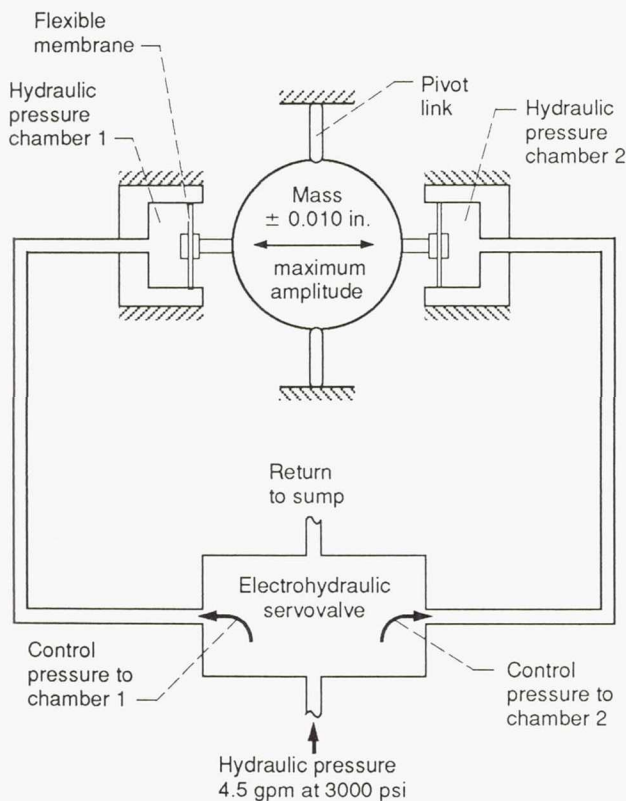 Flexible
membrane
Hydraulic
pressure
chamber 1
Pivot
link
Hydraulic
pressure
chamber 2
Mass
± 0.010 in.
maximum
amplitude
Return
to sump
Electrohydraulic
servovalve
Control
pressure to
chamber 1
Control
pressure to
chamber 2
Hydraulic pressure
4.5 gpm at 3000 psi